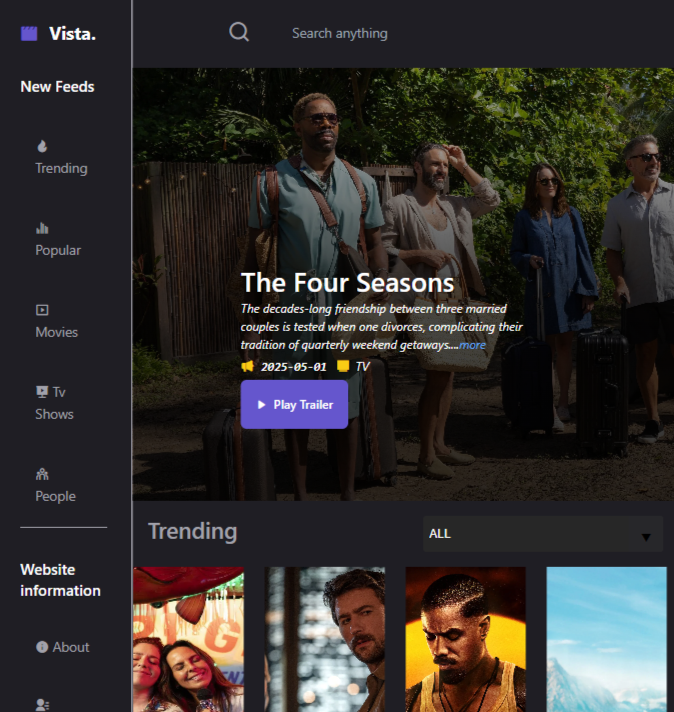 Vista.
Search anything
New Feeds
Trending
Popular
Movies
Tv
Shows
People
Website
information
About
The Four Seasons
The decades-long friendship between three married
couples is tested when one divorces, complicating their
tradition of quarterly weekend getaways....more
2025-05-01 TV
Play Trailer
Trending
ALL